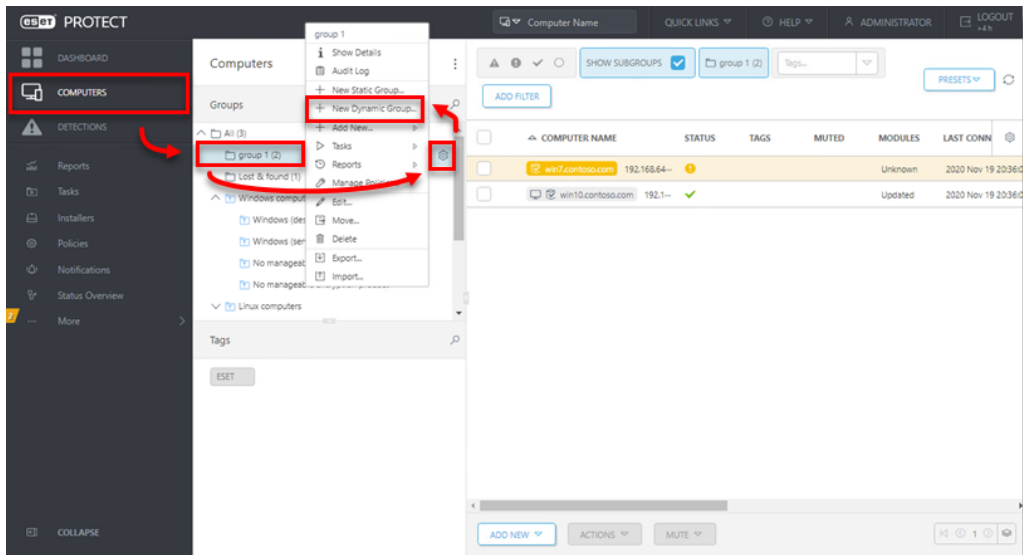 eset PROTECT
Computer Name
QUICK LINKS
HELP
ADMINISTRATOR
LOGOUT
>4 h
DASHBOARD
COMPUTERS
DETECTIONS
Reports
Tasks
Installers
Policies
Notifications
Status Overview
More
COLLAPSE
Computers
Groups
All (3)
group 1 (2)
Lost & found (1)
Windows comput
Windows (des
Windows (ser
No manageab
No manageable encryption product
Linux computers
Tags
ESET
group 1
Show Details
Audit Log
New Static Group...
New Dynamic Group...
Add New...
Tasks
Reports
Manage Policies...
Edit...
Move...
Delete
Export...
Import...
SHOW SUBGROUPS
group 1 (2)
Tags...
PRESETS
ADD FILTER
COMPUTER NAME STATUS TAGS MUTED MODULES LAST CONN
win7.contoso.com 192.168.64... Unknown 2020 Nov 19 20:36:0
win10.contoso.com 192.1... Updated 2020 Nov 19 20:36:0
ADD NEW
ACTIONS
MUTE
1